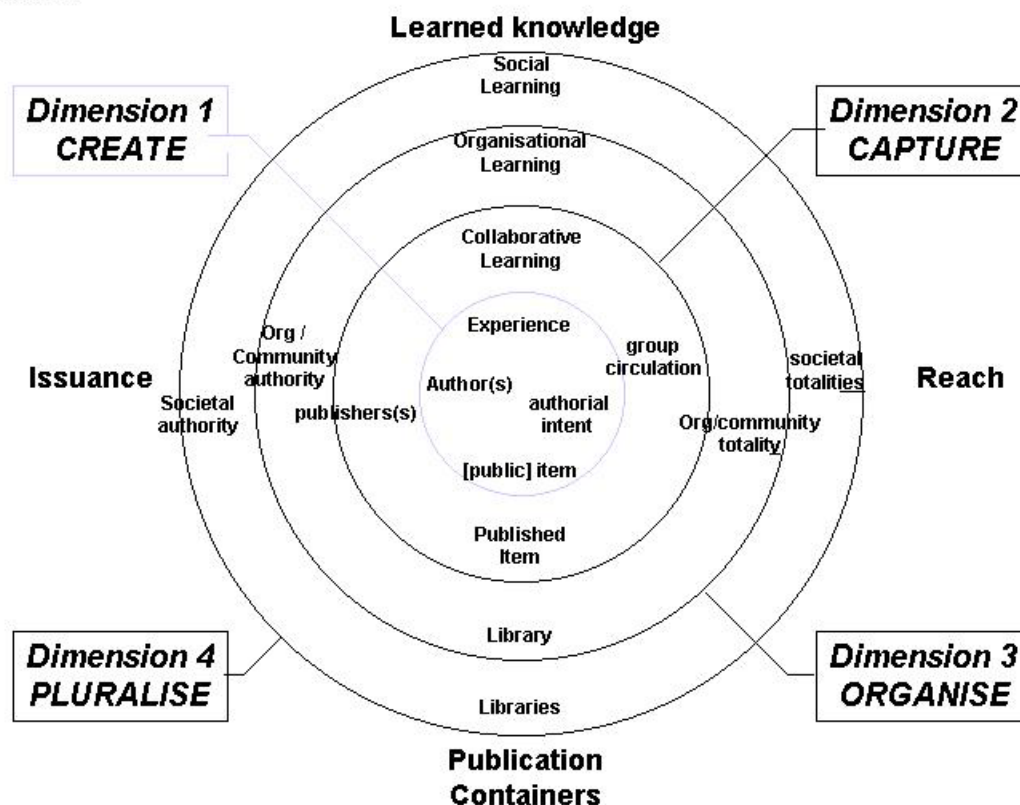 Learned knowledge
Social
Learning
Dimension 1
CREATE
Dimension 2
CAPTURE
Organisational
Learning
Collaborative
Learning
Experience
Org /
Community
authority
group
circulation
societal
totalities
Issuance
Reach
Author(s)
Societal
authority
publishers(s)
authorial
intent
Org/community
totality
[public] item
Published
Item
Library
Dimension 4
PLURALISE
Dimension 3
ORGANISE
Libraries
Publication
Containers